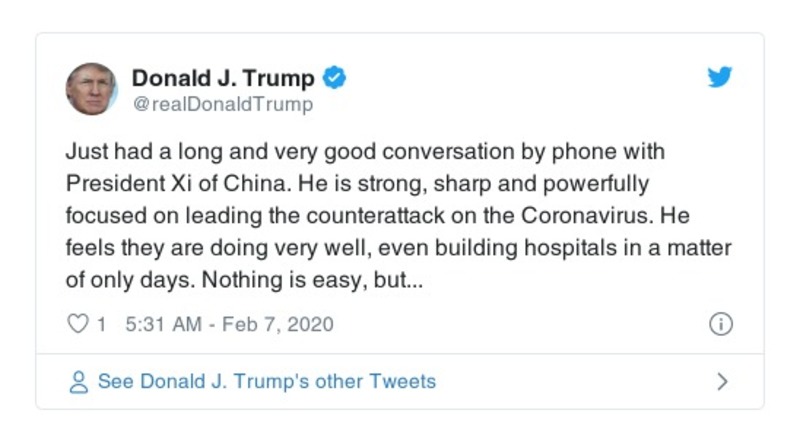 Donald J. Trump
@realDonaldTrump
Just had a long and very good conversation by phone with
President Xi of China. He is strong, sharp and powerfully
focused on leading the counterattack on the Coronavirus. He
feels they are doing very well, even building hospitals in a matter
of only days. Nothing is easy, but...
1 5:31 AM - Feb 7, 2020
See Donald J. Trump's other Tweets